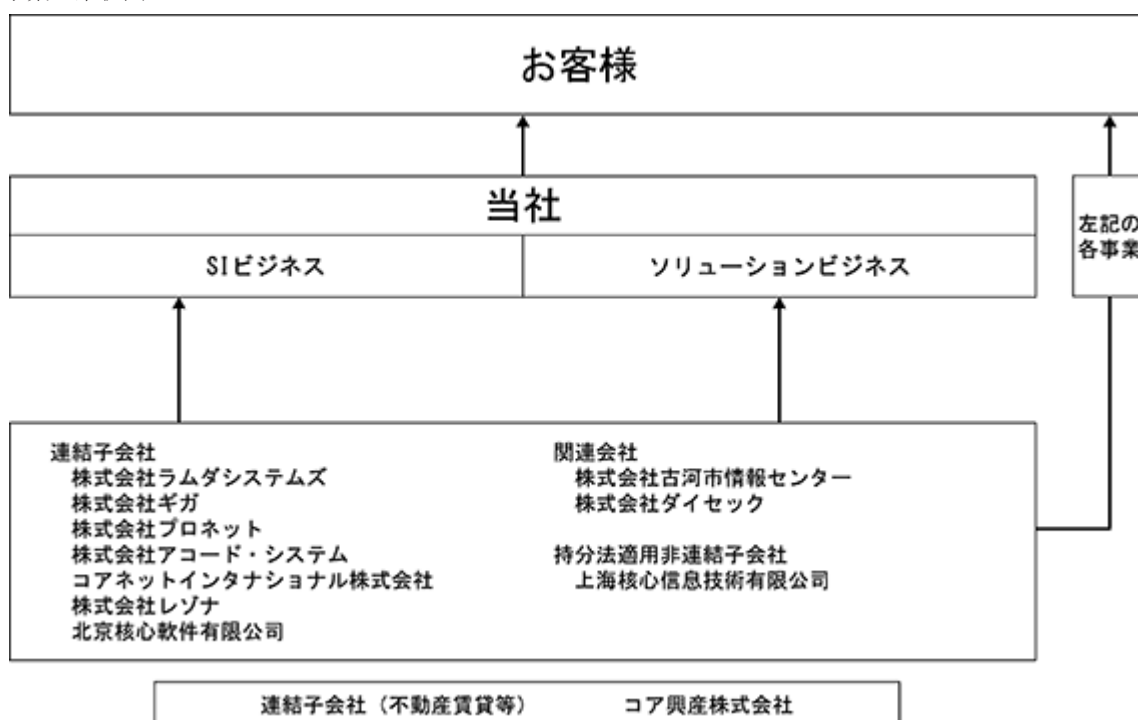 お客様
当社
SIビジネス
ソリューションビジネス
左記の
各事業
連結子会社
株式会社ラムダシステムズ
株式会社ギガ
株式会社プロネット
株式会社アコード・システム
コアネットインタナショナル株式会社
株式会社レゾナ
北京核心軟件有限公司
関連会社
株式会社古河市情報センター
株式会社ダイセック
持分法適用非連結子会社
上海核心信息技術有限公司
連結子会社（不動産賃貸等） コア興産株式会社